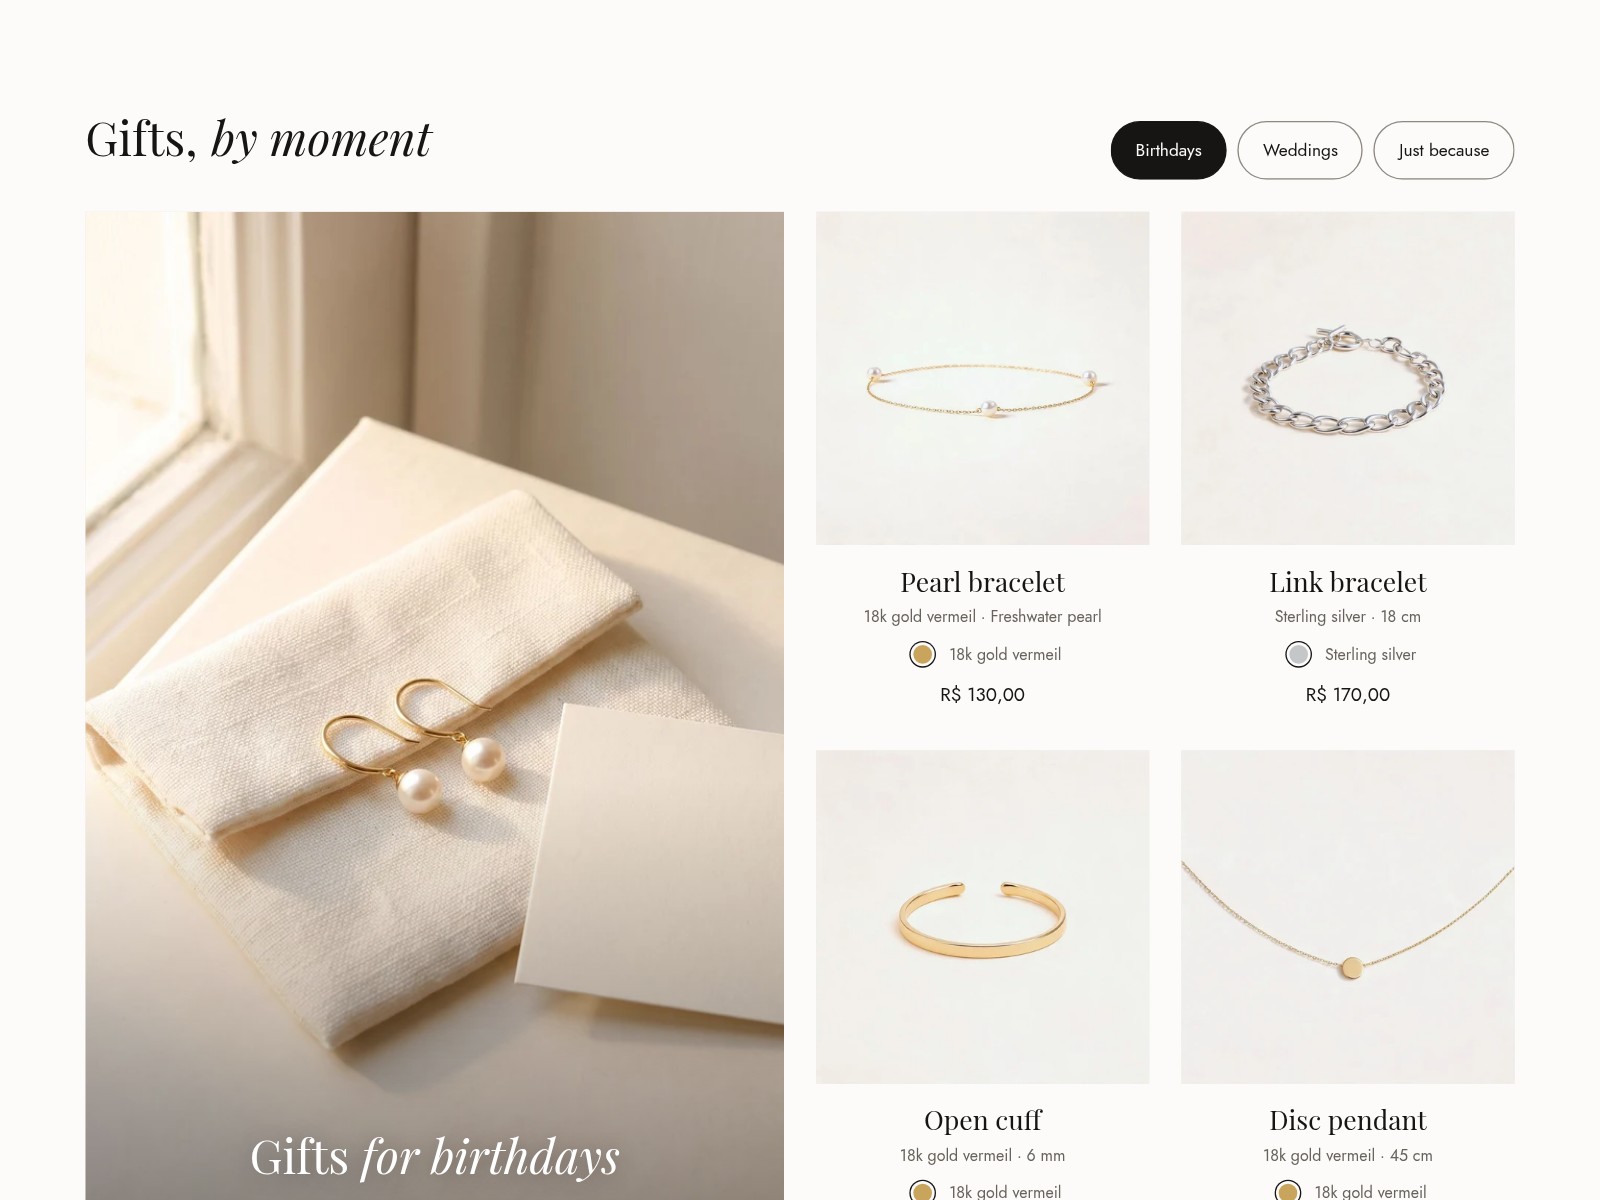 Gifts, by moment
Birthdays
Weddings
Just because
Gifts for birthdays
Pearl bracelet
18k gold vermeil · Freshwater pearl
18k gold vermeil
R$ 130,00
Link bracelet
Sterling silver · 18 cm
Sterling silver
R$ 170,00
Open cuff
18k gold vermeil · 6 mm
18k gold vermeil
Disc pendant
18k gold vermeil · 45 cm
18k gold vermeil